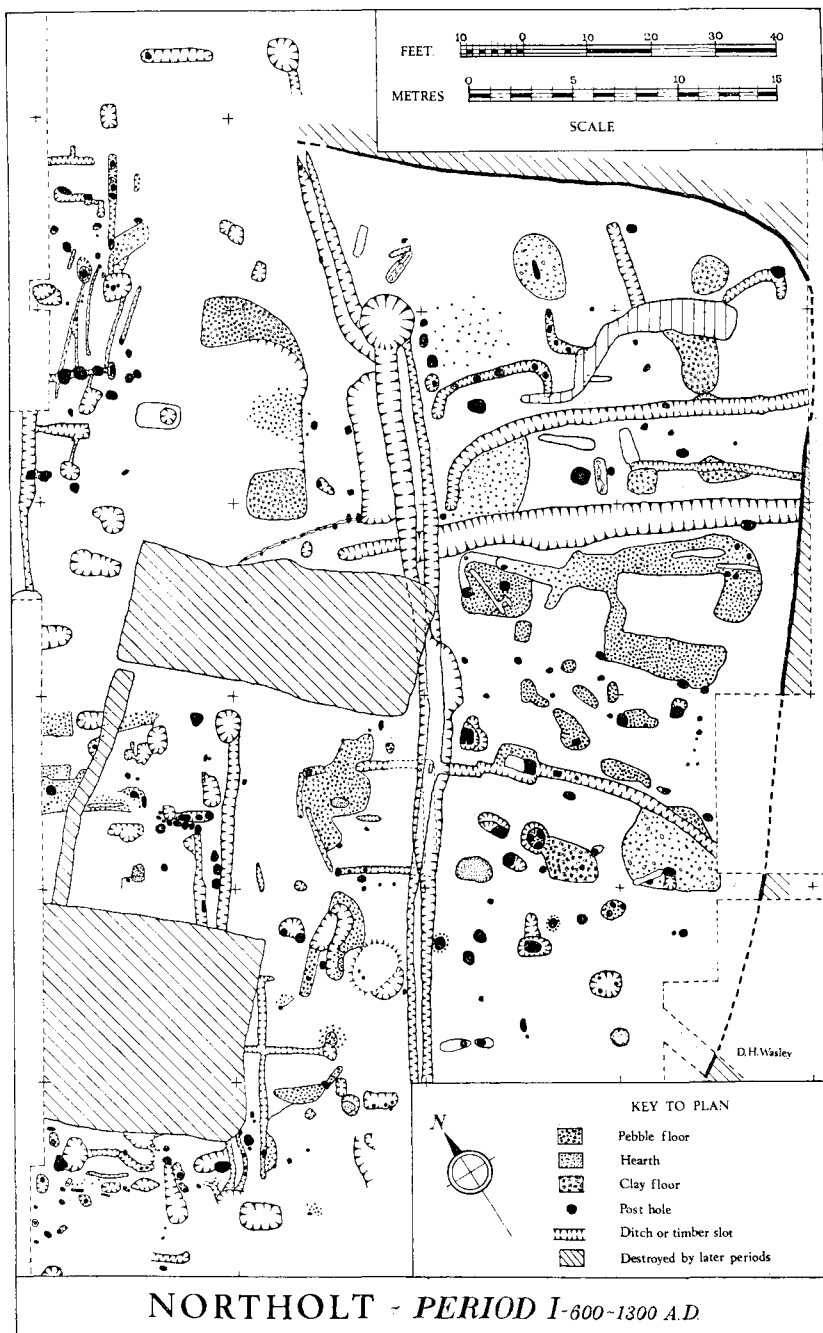 10 0 10 20 30 40
FEET.
0 5 10 15
METRES
SCALE
D.H.Wasley
KEY TO PLAN
N
Pebble floor
Hearth
Clay floor
Post hole
Ditch or timber slot
Destroyed by later periods
NORTHOLT - PERIOD I-600-1300 A.D.